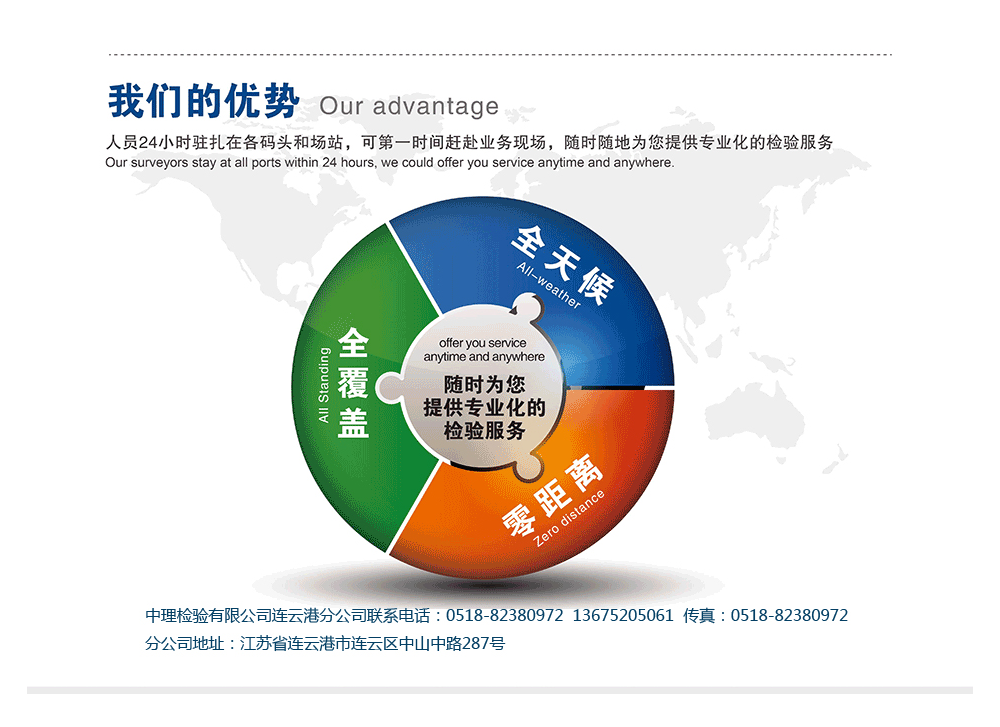 我们的优势 Our advantage
人员24小时驻扎在各码头和场站，可第一时间赶赴业务现场，随时随地为您提供专业化的检验服务
Our surveyors stay at all ports within 24 hours, we could offer you service anytime and anywhere.
全天候
All-weather
全覆盖
All Standing
offer you service
anytime and anywhere
随时为您
提供专业化的
检验服务
零距离
Zero distance
中理检验有限公司连云港分公司联系电话：0518-82380972 13675205061 传真：0518-82380972
分公司地址：江苏省连云港市连云区中山中路287号